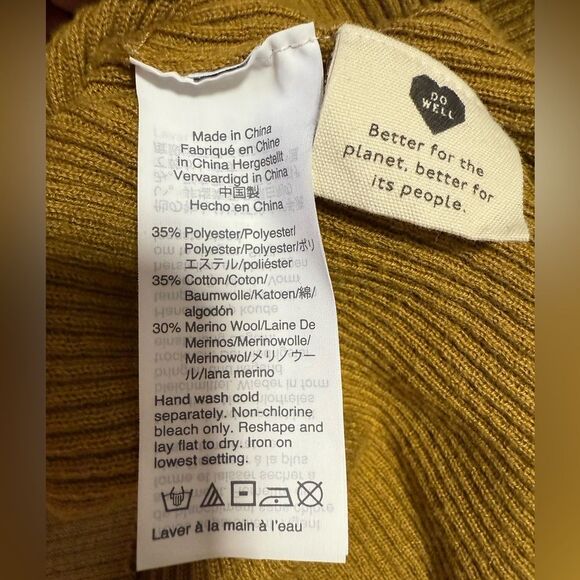 DO
WELL
Better for the
planet, better for
its people.
Made in China
Fabriqué en Chine
in China Hergestellt
Vervaardigd in China
中国製
Hecho en China
35% Polyester/Polyester/
Polyester/Polyester/ポリ
エステル/poliéster
35% Cotton/Coton/
Baumwolle/Katoen/綿/
algodón
30% Merino Wool/Laine De
Merinos/Merinowolle/
Merinowol/メリノウー
ル/lana merino
Hand wash cold
separately. Non-chlorine
bleach only. Reshape and
lay flat to dry. Iron on
lowest setting.
Laver à la main à l'eau